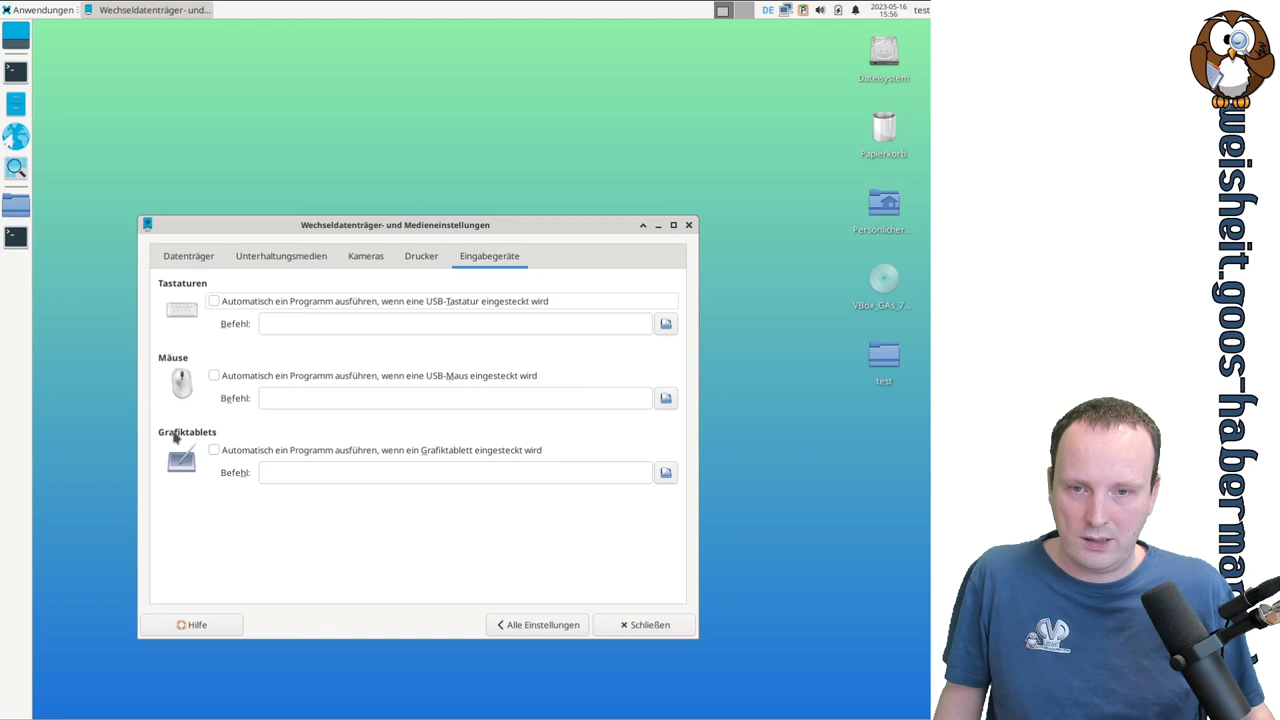 Anwendungen
Wechseldatenträger- und...
DE
2023-05-16
15:56
test
Dateisystem
Papierkorb
Persönlicher...
VBox_GAs_7...
test
Wechseldatenträger- und Medieneinstellungen
Datenträger
Unterhaltungsmedien
Kameras
Drucker
Eingabegeräte
Tastaturen
Automatisch ein Programm ausführen, wenn eine USB-Tastatur eingesteckt wird
Befehl:
Mäuse
Automatisch ein Programm ausführen, wenn eine USB-Maus eingesteckt wird
Befehl:
Grafiktablets
Automatisch ein Programm ausführen, wenn ein Grafiktablett eingesteckt wird
Befehl:
Hilfe
Alle Einstellungen
Schließen
weisheit.goos-haberma